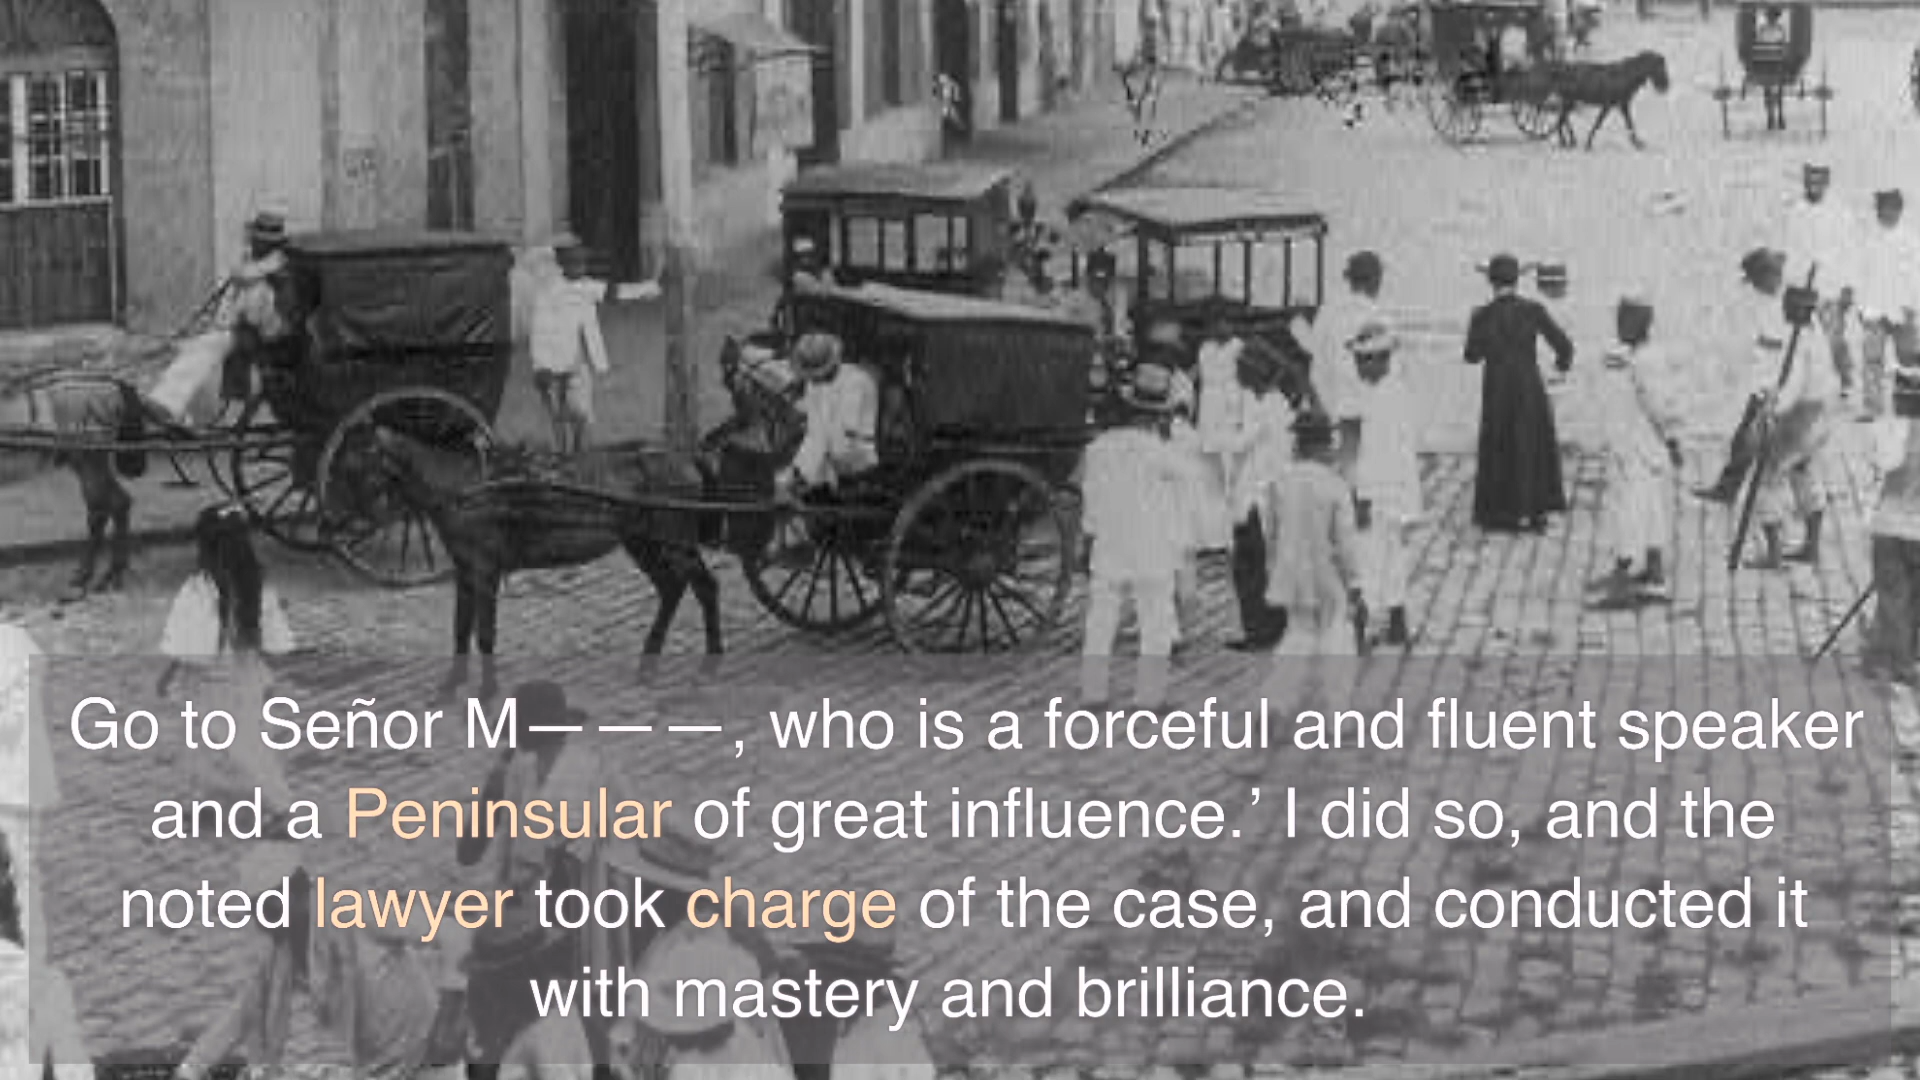 Go to Señor M———, who is a forceful and fluent speaker
and a Peninsular of great influence.’ I did so, and the
noted lawyer took charge of the case, and conducted it
with mastery and brilliance.